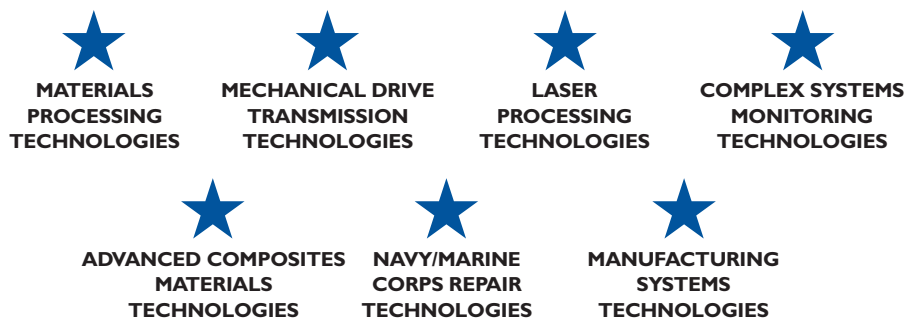 MATERIALS
PROCESSING
TECHNOLOGIES
MECHANICAL DRIVE
TRANSMISSION
TECHNOLOGIES
LASER
PROCESSING
TECHNOLOGIES
COMPLEX SYSTEMS
MONITORING
TECHNOLOGIES
ADVANCED COMPOSITES
MATERIALS
TECHNOLOGIES
NAVY/MARINE
CORPS REPAIR
TECHNOLOGIES
MANUFACTURING
SYSTEMS
TECHNOLOGIES